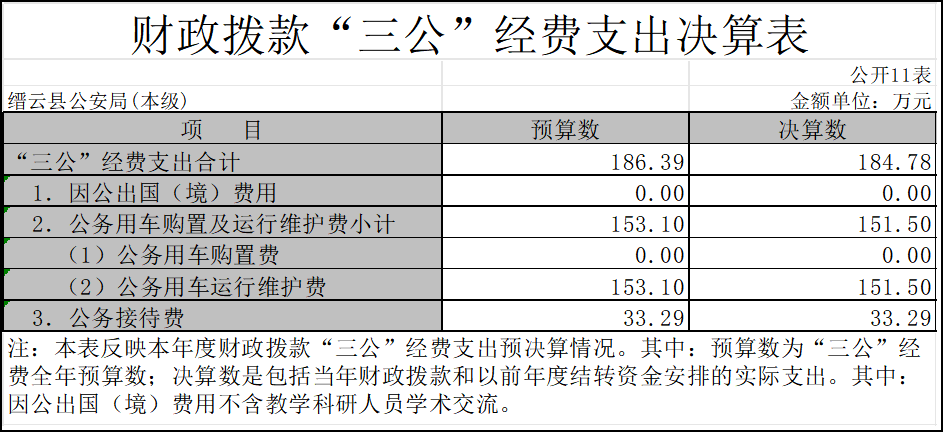 财政拨款“三公”经费支出决算表
公开11表
缙云县公安局(本级) 金额单位：万元
项 目 预算数 决算数
“三公”经费支出合计 186.39 184.78
1. 因公出国（境）费用 0.00 0.00
2. 公务用车购置及运行维护费小计 153.10 151.50
（1）公务用车购置费 0.00 0.00
（2）公务用车运行维护费 153.10 151.50
3. 公务接待费 33.29 33.29
注：本表反映本年度财政拨款“三公”经费支出预决算情况。其中：预算数为“三公”经
费全年预算数；决算数是包括当年财政拨款和以前年度结转资金安排的实际支出。其中：
因公出国（境）费用不含教学科研人员学术交流。